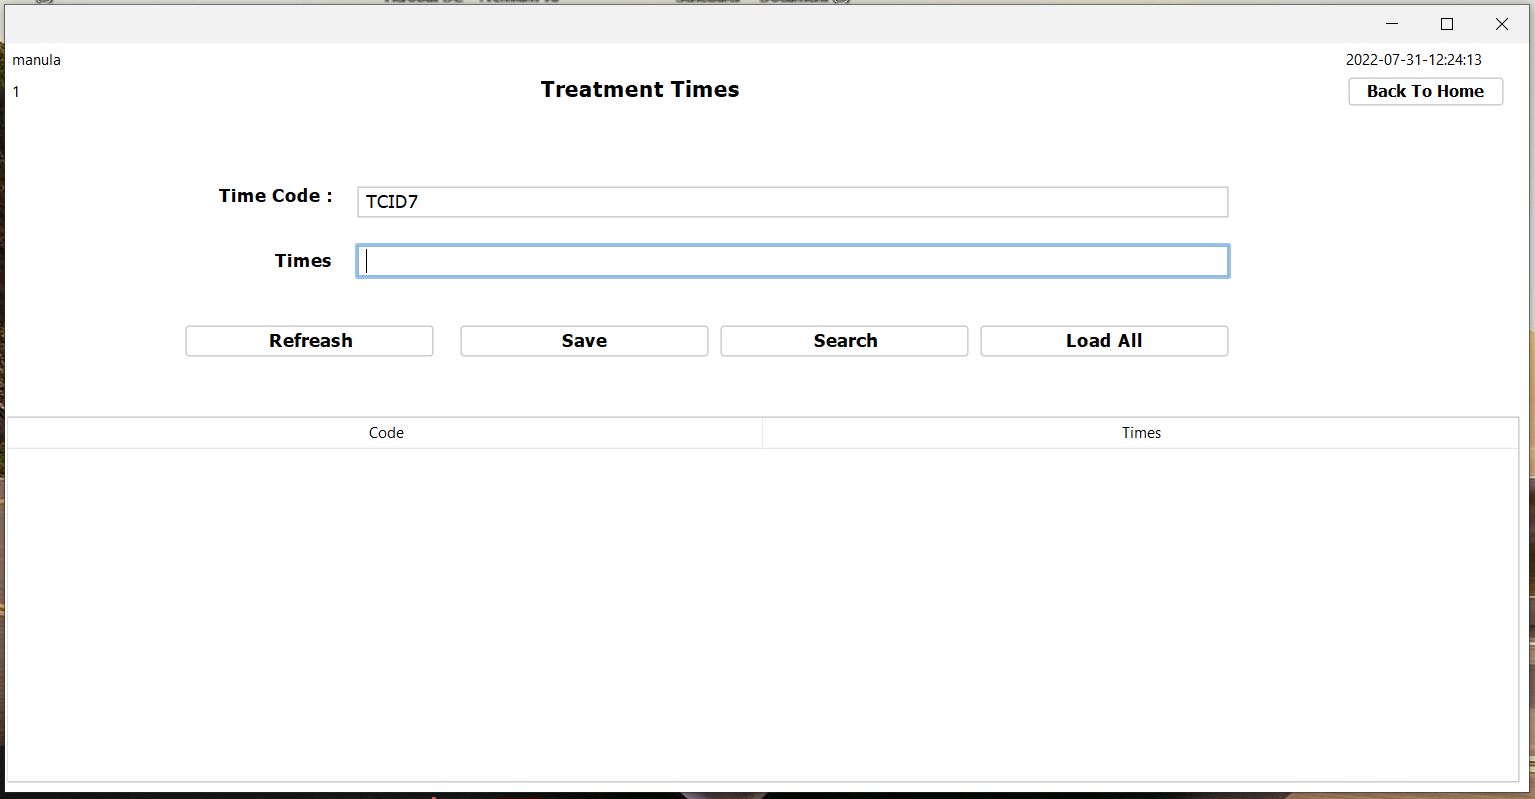 manula
2022-07-31-12:24:13
1
Treatment Times
Back To Home
Time Code :
TCID7
Times
Refreash
Save
Search
Load All
Code
Times